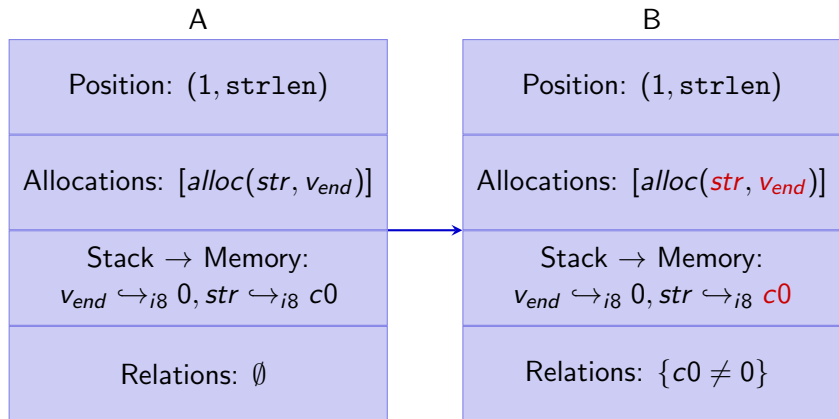 A
Position: (1, strlen)
Allocations: [alloc(str, v_end)]
Stack → Memory:
v_end ↪_i8 0, str ↪_i8 c0
Relations: ∅
B
Position: (1, strlen)
Allocations: [alloc(str, v_end)]
Stack → Memory:
v_end ↪_i8 0, str ↪_i8 c0
Relations: {c0 ≠ 0}